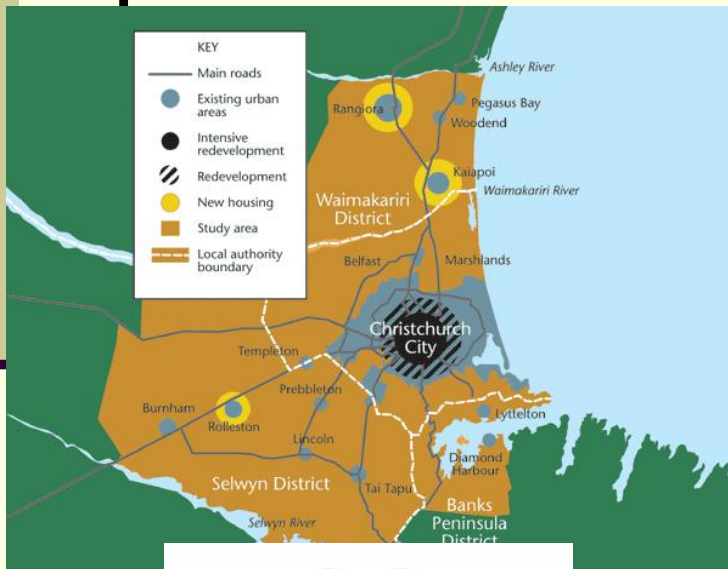 KEY
Main roads
Existing urban
areas
Intensive
redevelopment
Redevelopment
New housing
Study area
Local authority
boundary
Ashley River
Pegasus Bay
Rangiora
Woodend
Kaiapoi
Waimakariri River
Waimakariri
District
Belfast
Marshlands
Christchurch
City
Templeton
Prebbleton
Burnham
Rolleston
Lyttelton
Lincoln
Diamond
Harbour
Selwyn District
Tai Tapu
Banks
Peninsula
District
Selwyn River